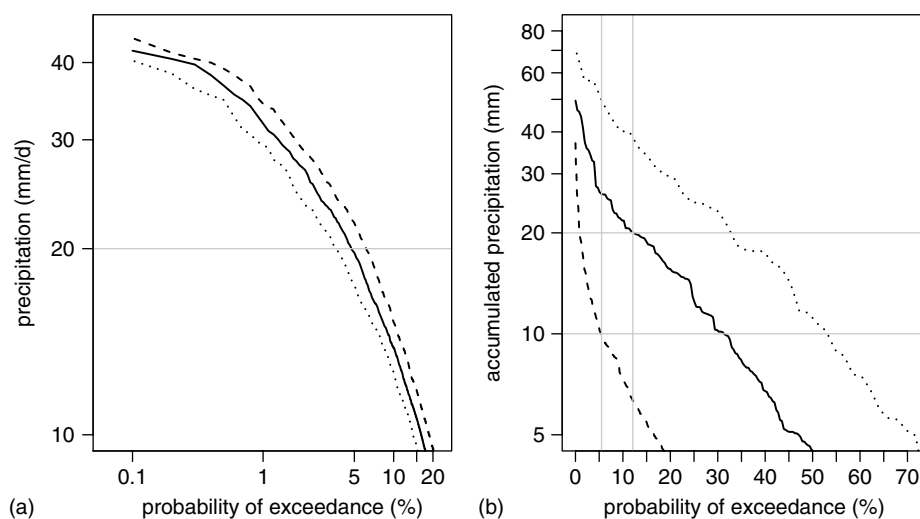 40
30
20
10
precipitation (mm/d)
0.1 1 5 10 20
(a) probability of exceedance (%)
80
60
40
30
20
10
5
accumulated precipitation (mm)
0 10 20 30 40 50 60 70
(b) probability of exceedance (%)